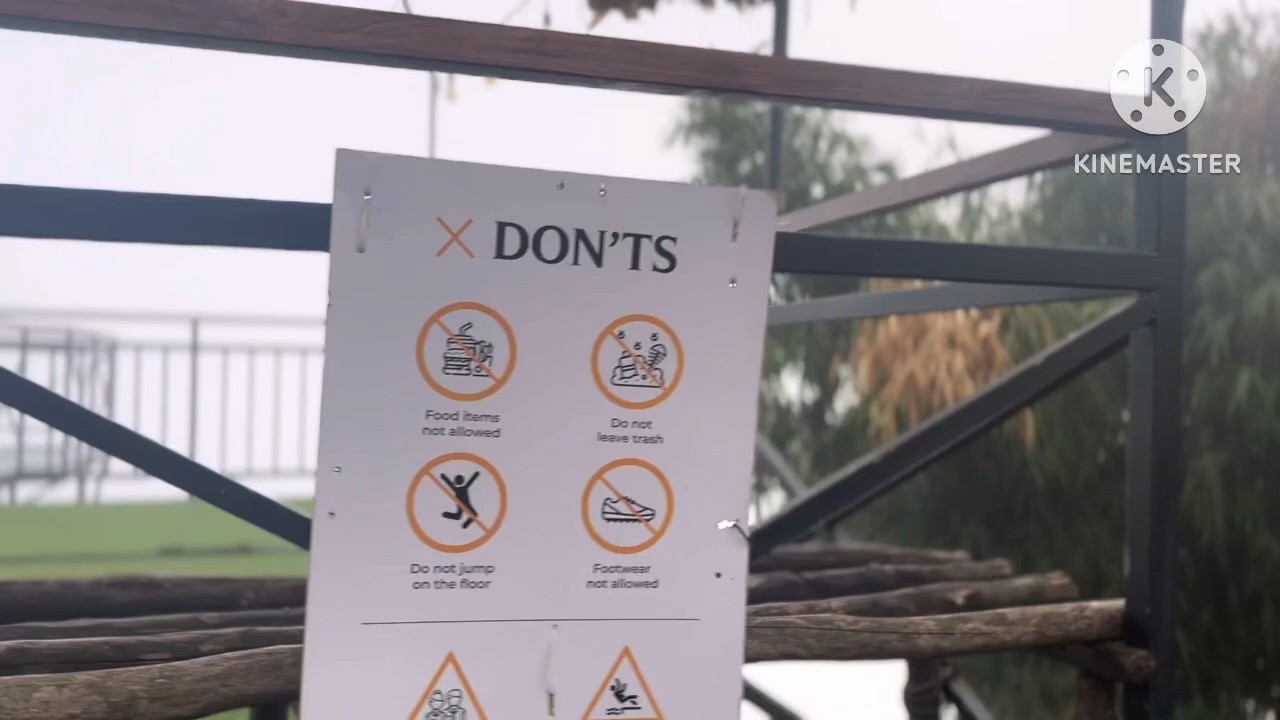 K
KINEMASTER
DON'TS
Food items
not allowed
Do not
leave trash
Do not jump
on the floor
Footwear
not allowed